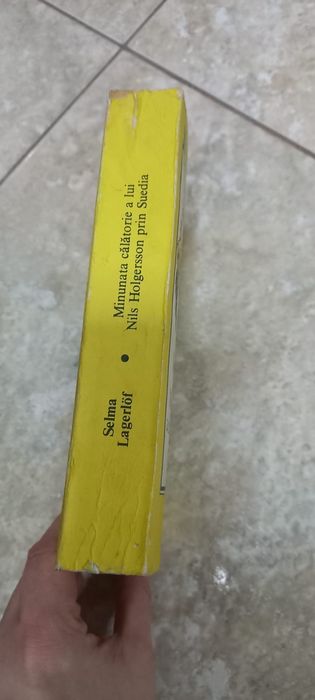 Selma
Lagerlöf
●
Minunata călătorie a lui
Nils Holgersson prin Suedia